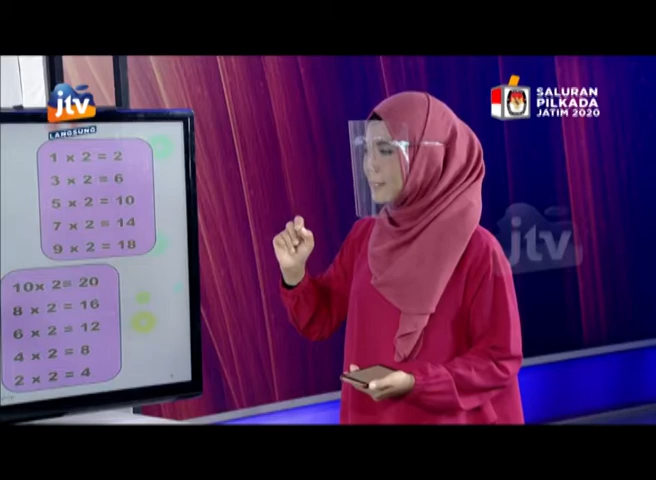 jtv
LANGSUNG
SALURAN
PILKADA
JATIM 2020
1 x 2 = 2
3 x 2 = 6
5 x 2 = 10
7 x 2 = 14
9 x 2 = 18
10x 2= 20
8 x 2 = 16
6 x 2 = 12
4 x 2 = 8
2 x 2 = 4
jtv